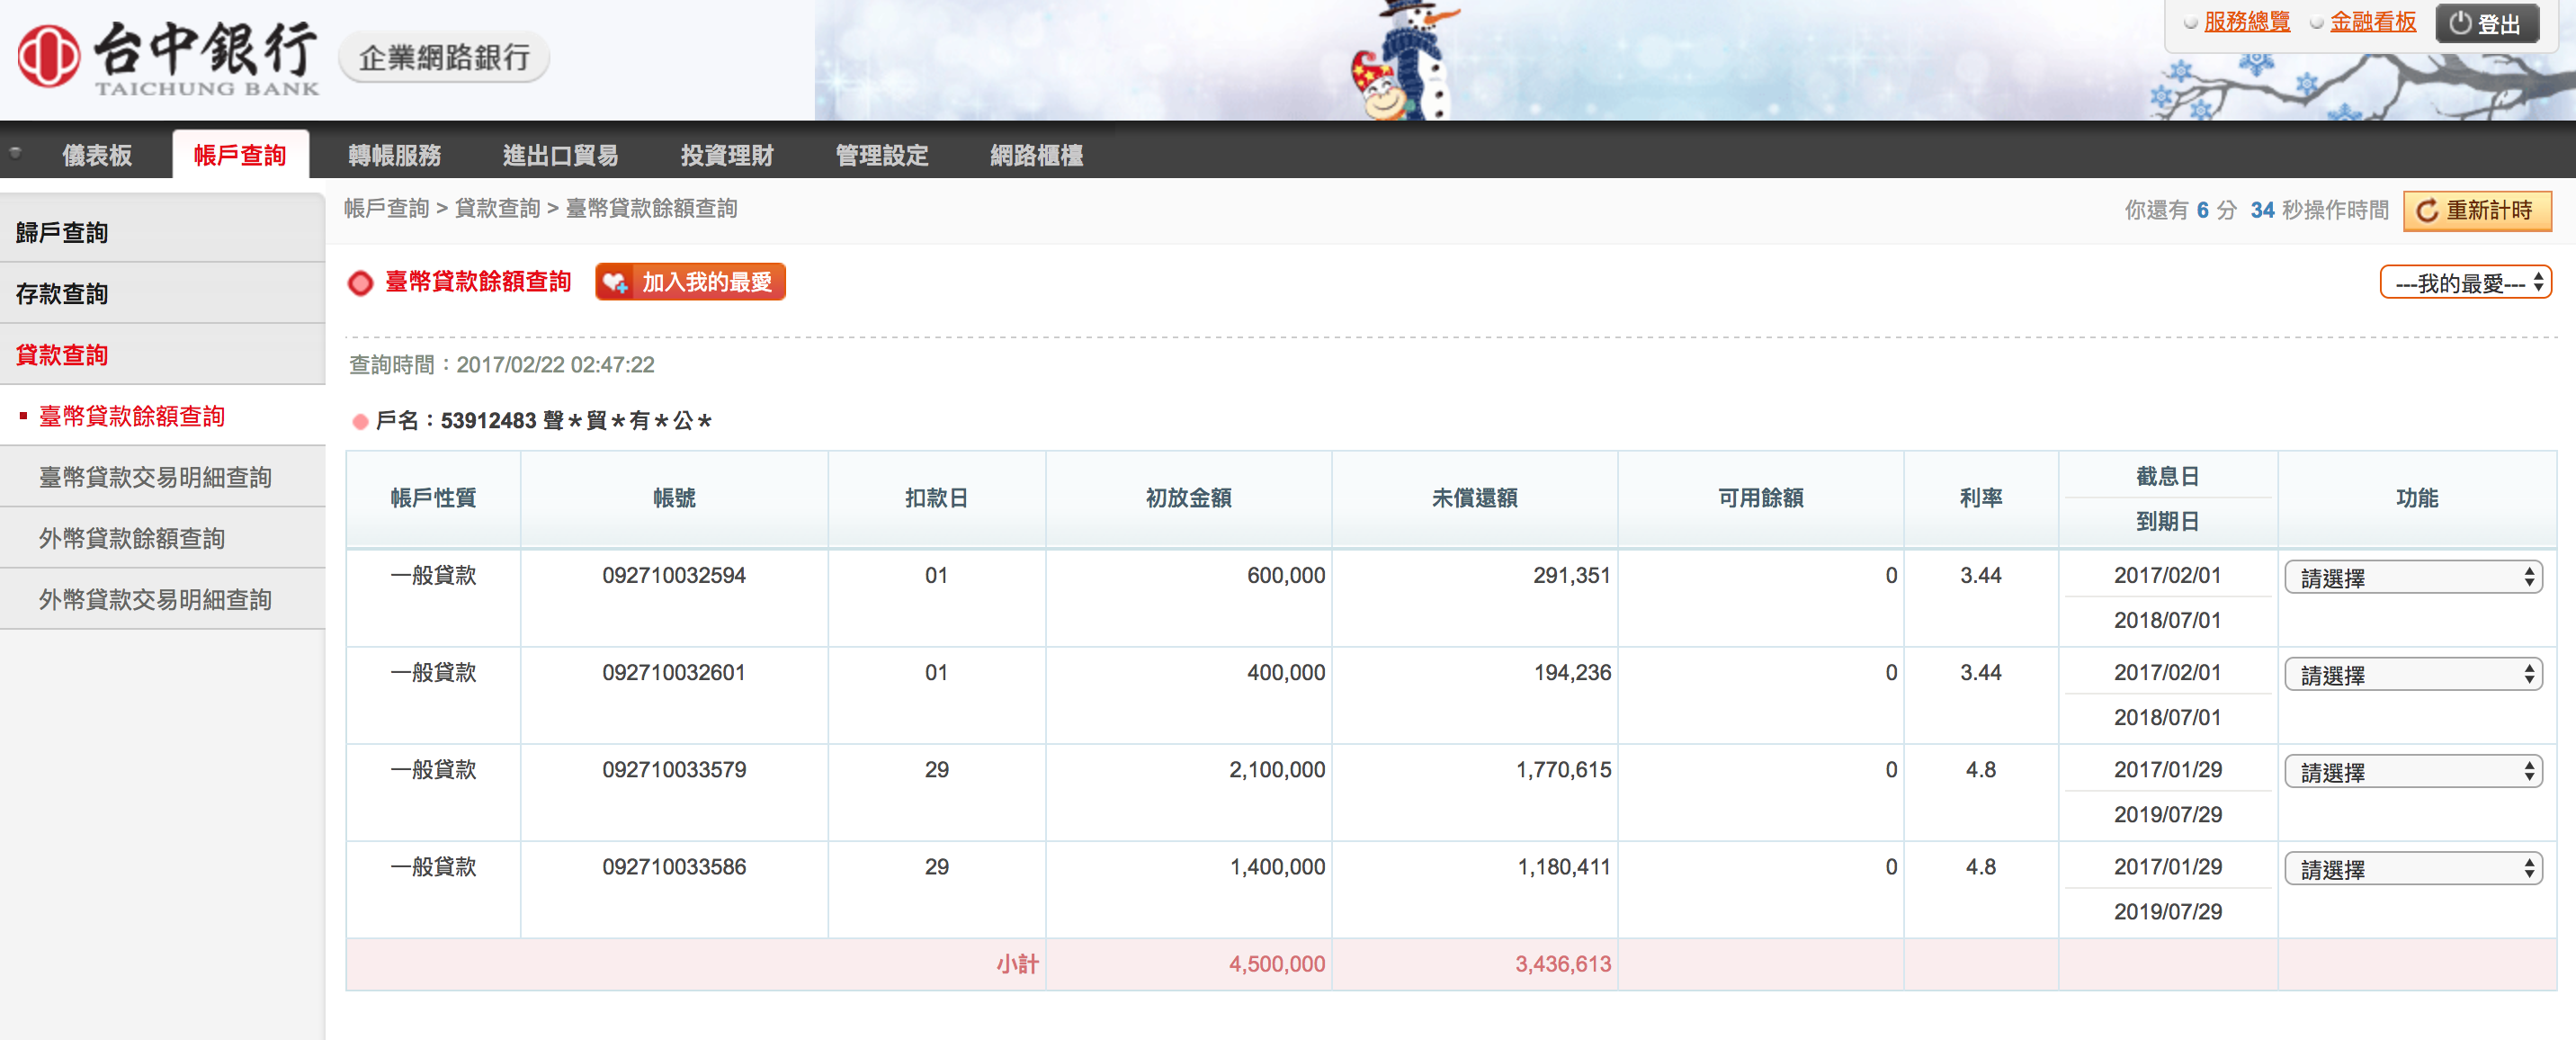 台中銀行
TAICHUNG BANK
企業網路銀行
服務總覽 金融看板 登出
儀表板 帳戶查詢 轉帳服務 進出口貿易 投資理財 管理設定 網路櫃檯
歸戶查詢
存款查詢
貸款查詢
臺幣貸款餘額查詢
臺幣貸款交易明細查詢
外幣貸款餘額查詢
外幣貸款交易明細查詢
帳戶查詢 > 貸款查詢 > 臺幣貸款餘額查詢
你還有 6 分 34 秒操作時間 重新計時
臺幣貸款餘額查詢 加入我的最愛
---我的最愛---
查詢時間：2017/02/22 02:47:22
戶名：53912483 聲＊貿＊有＊公＊
帳戶性質 帳號 扣款日 初放金額 未償還額 可用餘額 利率 截息日 功能
到期日
一般貸款 092710032594 01 600,000 291,351 0 3.44 2017/02/01 請選擇
2018/07/01
一般貸款 092710032601 01 400,000 194,236 0 3.44 2017/02/01 請選擇
2018/07/01
一般貸款 092710033579 29 2,100,000 1,770,615 0 4.8 2017/01/29 請選擇
2019/07/29
一般貸款 092710033586 29 1,400,000 1,180,411 0 4.8 2017/01/29 請選擇
2019/07/29
小計 4,500,000 3,436,613